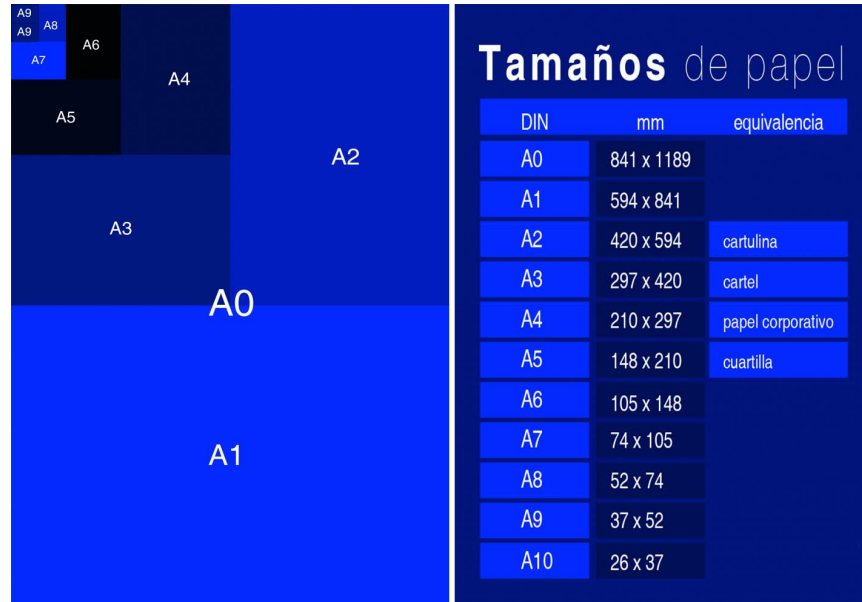 A9
A8
A9
A6
A7
A4
A5
A2
A3
A0
A1
Tamaños de papel
DIN mm equivalencia
A0 841 x 1189
A1 594 x 841
A2 420 x 594 cartulina
A3 297 x 420 cartel
A4 210 x 297 papel corporativo
A5 148 x 210 cuartilla
A6 105 x 148
A7 74 x 105
A8 52 x 74
A9 37 x 52
A10 26 x 37